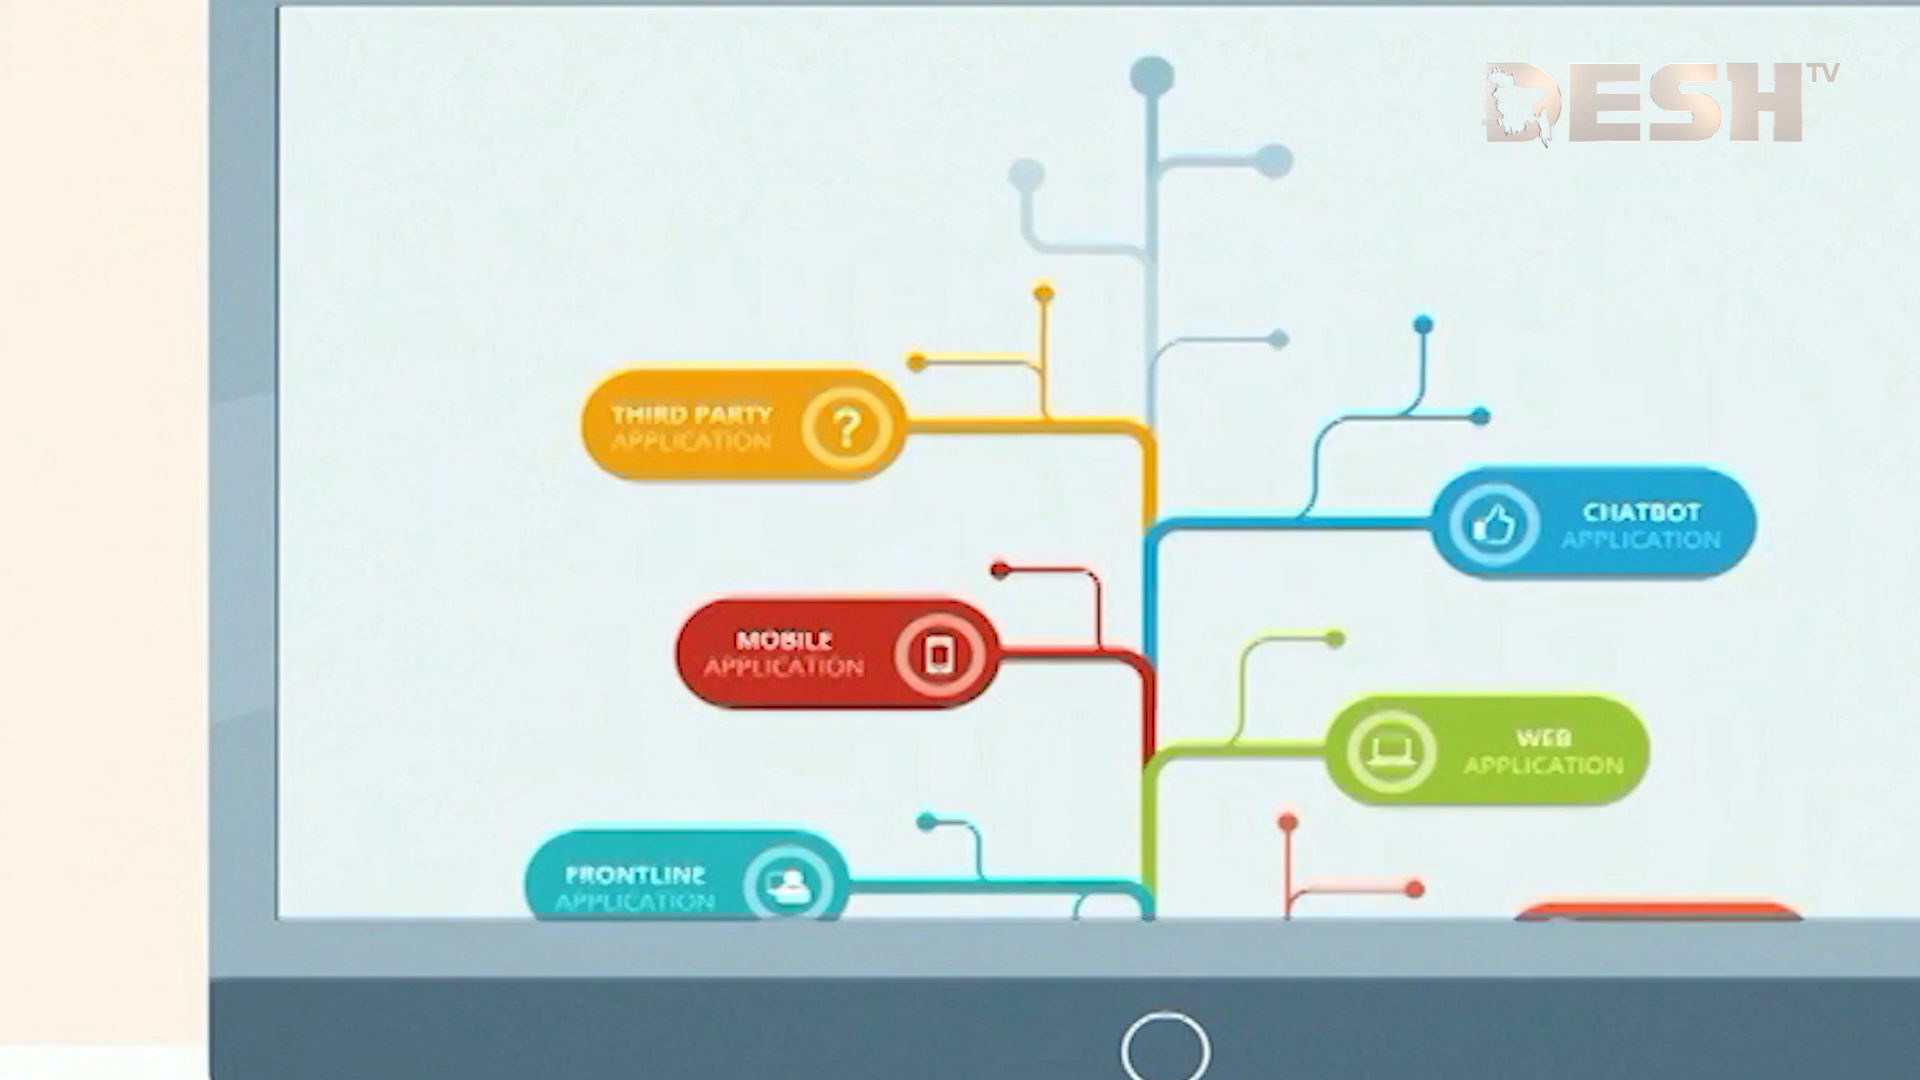 DESH TV
THIRD PARTY
APPLICATION
CHATBOT
APPLICATION
MOBILE
APPLICATION
WEB
APPLICATION
FRONTLINE
APPLICATION